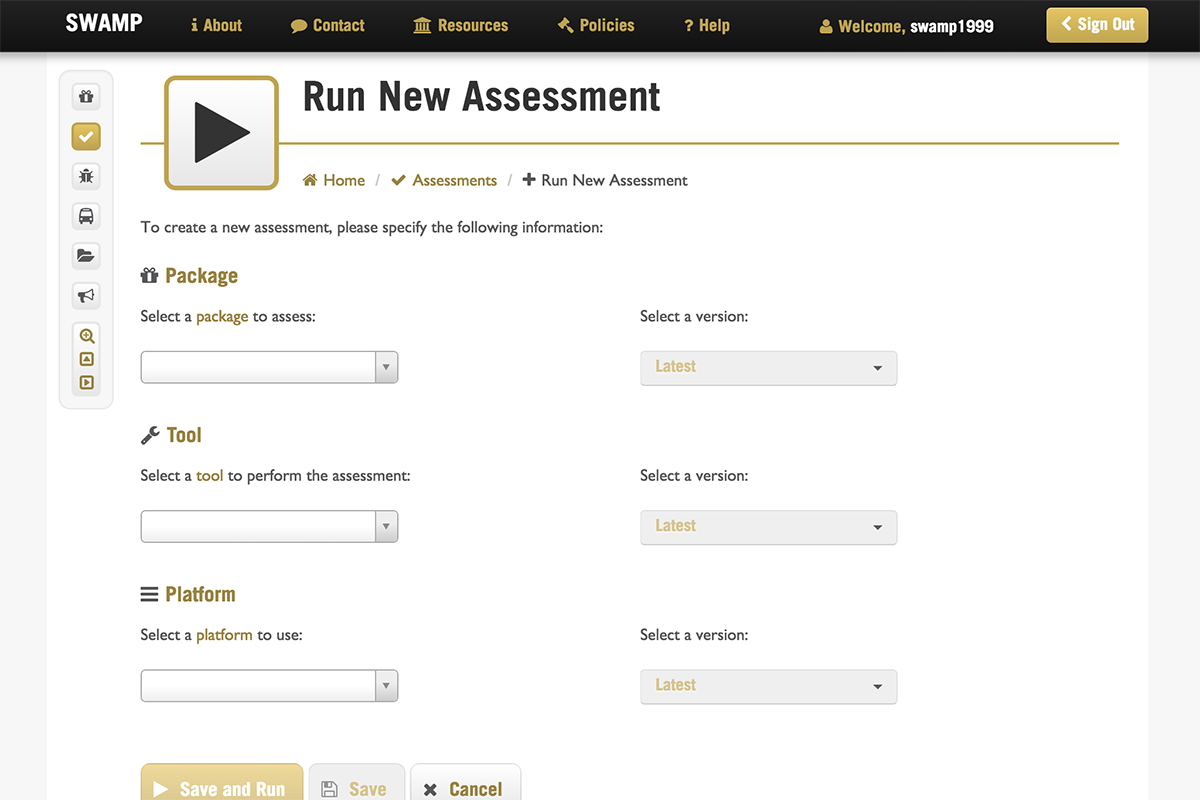 SWAMP About Contact Resources Policies ? Help Welcome, swamp1999 Sign Out
Run New Assessment
Home / Assessments / Run New Assessment
To create a new assessment, please specify the following information:
Package
Select a package to assess: Select a version:
Latest
Tool
Select a tool to perform the assessment: Select a version:
Latest
Platform
Select a platform to use: Select a version:
Latest
Save and Run Save Cancel